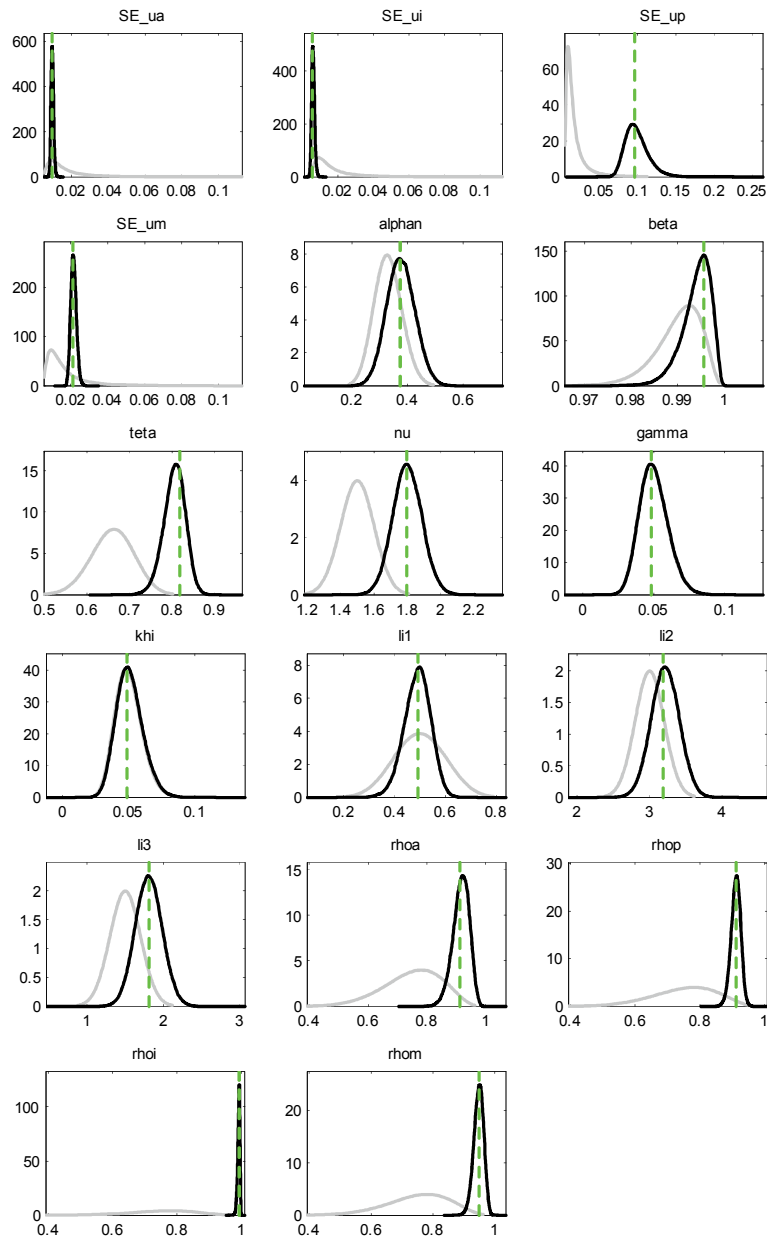 SE_ua
600
400
200
0
0.02 0.04 0.06 0.08 0.1
SE_ui
400
200
0
0.02 0.04 0.06 0.08 0.1
SE_up
80
60
40
20
0
0.05 0.1 0.15 0.2 0.25
SE_um
200
100
0
0.02 0.04 0.06 0.08 0.1
alphan
8
6
4
2
0
0.2 0.4 0.6
beta
150
100
50
0
0.97 0.98 0.99 1
teta
15
10
5
0
0.5 0.6 0.7 0.8 0.9
nu
4
2
0
1.2 1.4 1.6 1.8 2 2.2
gamma
40
30
20
10
0
0 0.05 0.1
khi
40
30
20
10
0
0 0.05 0.1
li1
8
6
4
2
0
0.2 0.4 0.6 0.8
li2
2
1.5
1
0.5
0
2 3 4
li3
2
1.5
1
0.5
0
1 2 3
rhoa
15
10
5
0
0.4 0.6 0.8 1
rhop
30
20
10
0
0.4 0.6 0.8 1
rhoi
100
50
0
0.4 0.6 0.8 1
rhom
20
10
0
0.4 0.6 0.8 1